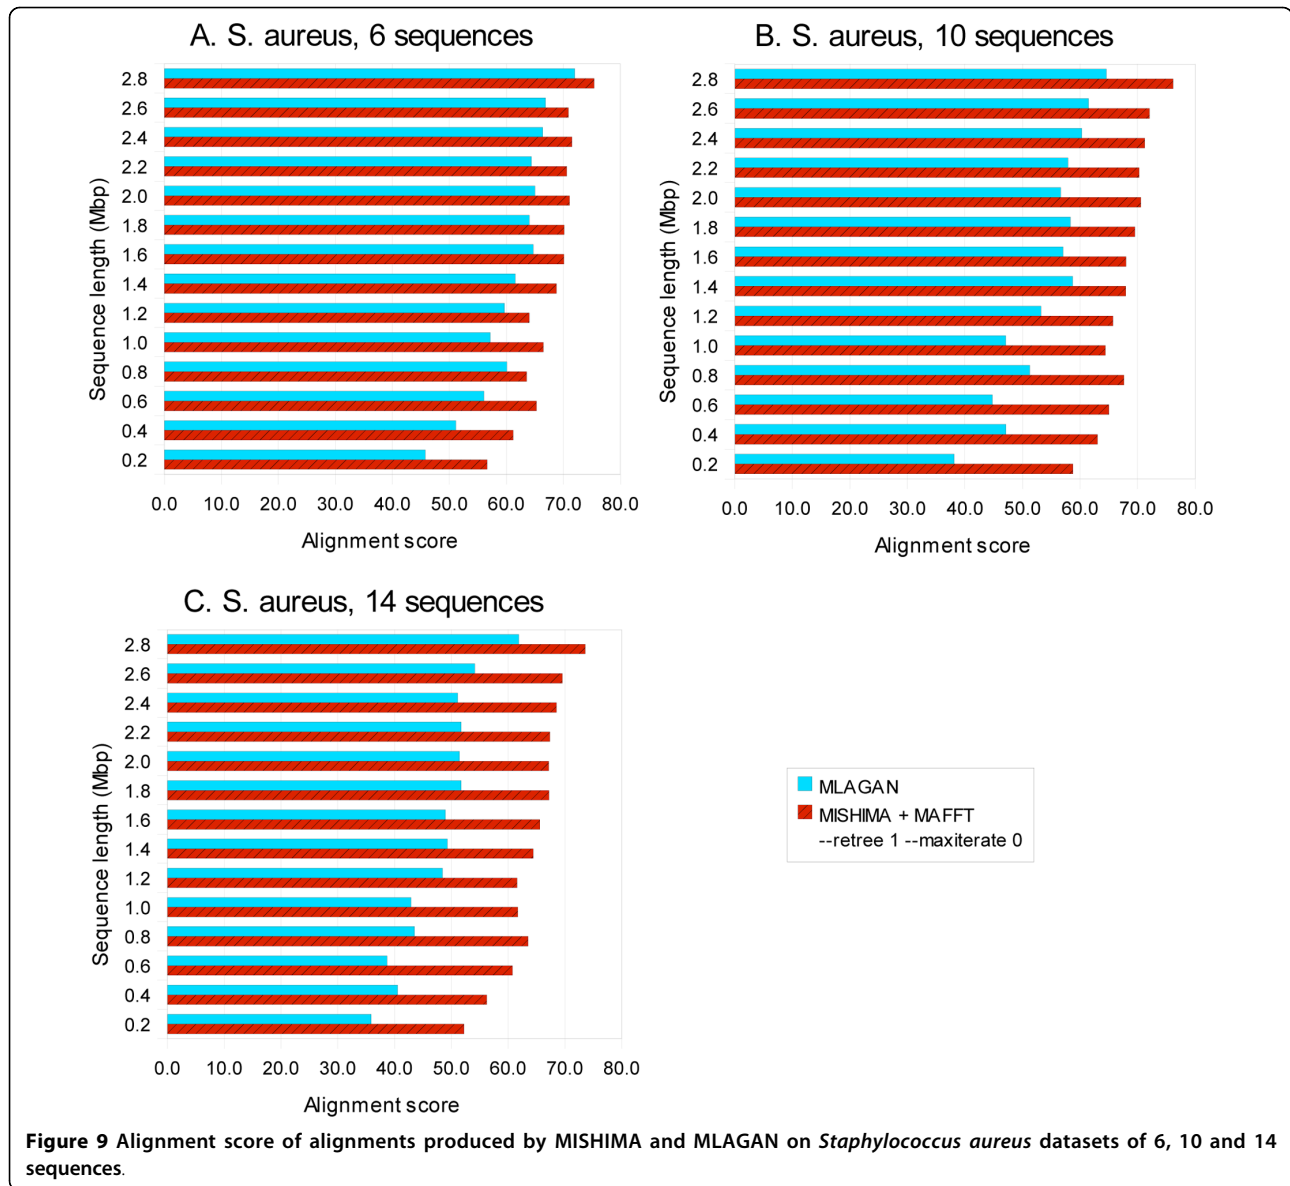 A. S. aureus, 6 sequences
Sequence length (Mbp)
2.8
2.6
2.4
2.2
2.0
1.8
1.6
1.4
1.2
1.0
0.8
0.6
0.4
0.2
0.0 10.0 20.0 30.0 40.0 50.0 60.0 70.0 80.0
Alignment score
B. S. aureus, 10 sequences
Sequence length (Mbp)
2.8
2.6
2.4
2.2
2.0
1.8
1.6
1.4
1.2
1.0
0.8
0.6
0.4
0.2
0.0 10.0 20.0 30.0 40.0 50.0 60.0 70.0 80.0
Alignment score
C. S. aureus, 14 sequences
Sequence length (Mbp)
2.8
2.6
2.4
2.2
2.0
1.8
1.6
1.4
1.2
1.0
0.8
0.6
0.4
0.2
0.0 10.0 20.0 30.0 40.0 50.0 60.0 70.0 80.0
Alignment score
MLAGAN
MISHIMA + MAFFT
--retree 1 --maxiterate 0
Figure 9 Alignment score of alignments produced by MISHIMA and MLAGAN on Staphylococcus aureus datasets of 6, 10 and 14
sequences.